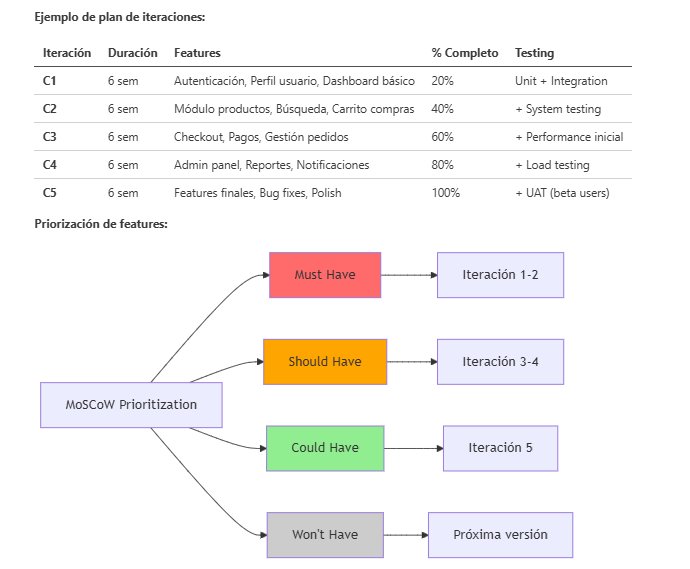 Ejemplo de plan de iteraciones:
Iteración Duración Features % Completo Testing
C1 6 sem Autenticación, Perfil usuario, Dashboard básico 20% Unit + Integration
C2 6 sem Módulo productos, Búsqueda, Carrito compras 40% + System testing
C3 6 sem Checkout, Pagos, Gestión pedidos 60% + Performance inicial
C4 6 sem Admin panel, Reportes, Notificaciones 80% + Load testing
C5 6 sem Features finales, Bug fixes, Polish 100% + UAT (beta users)
Priorización de features:
Must Have Iteración 1-2
Should Have Iteración 3-4
MoSCoW Prioritization
Could Have Iteración 5
Won't Have Próxima versión